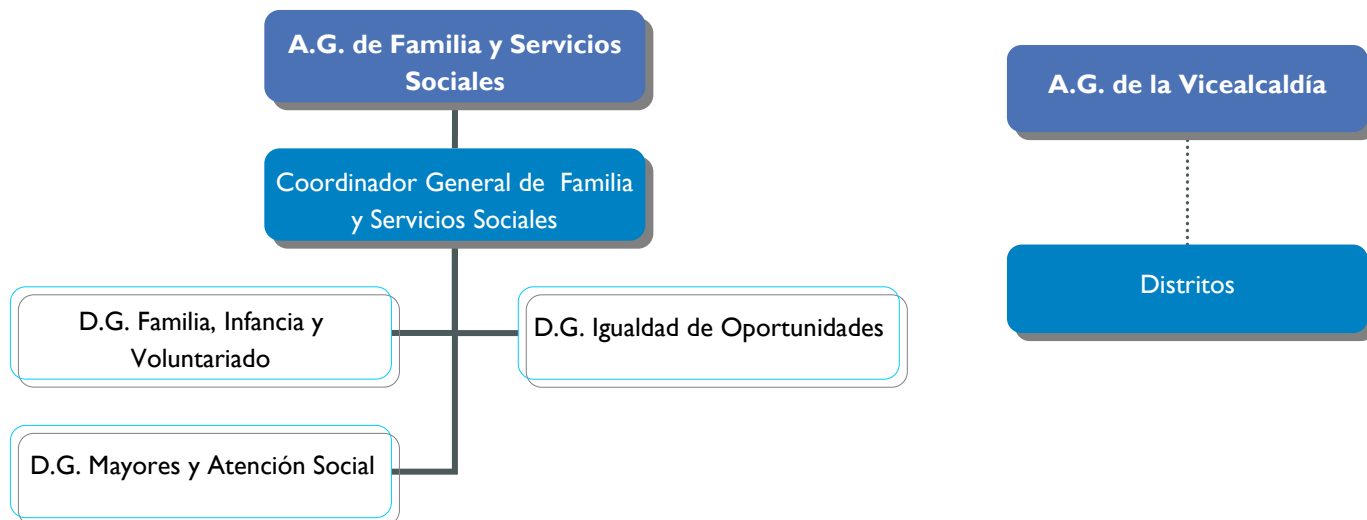 A.G. de Familia y Servicios
Sociales
A.G. de la Vicealcaldía
Coordinador General de Familia
y Servicios Sociales
Distritos
D.G. Familia, Infancia y
Voluntariado
D.G. Igualdad de Oportunidades
D.G. Mayores y Atención Social